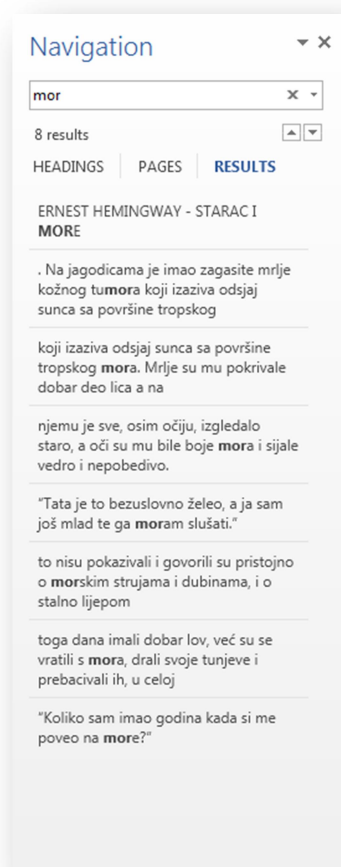 Navigation
mor
8 results
HEADINGS PAGES RESULTS
ERNEST HEMINGWAY - STARAC I
MORE
. Na jagodicama je imao zagasite mrlje
kožnog tumora koji izaziva odsjaj
sunca sa površine tropskog
koji izaziva odsjaj sunca sa površine
tropskog mora. Mrlje su mu pokrivale
dobar deo lica a na
njemu je sve, osim očiju, izgledalo
staro, a oči su mu bile boje mora i sijale
vedro i nepobedivo.
“Tata je to bezuslovno želeo, a ja sam
još mlad te ga moram slušati.”
to nisu pokazivali i govorili su pristojno
o morskim strujama i dubinama, i o
stalno lijepom
toga dana imali dobar lov, već su se
vratili s mora, drali svoje tunjeve i
prebacivali ih, u celoj
“Koliko sam imao godina kada si me
poveo na more?”